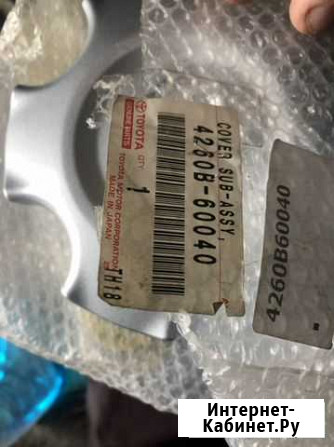 COVER SUB-ASSY,
4260B-60040
TOYOTA
GENUINE PARTS
QTY
1
TOYOTA MOTOR CORPORATION
MADE IN JAPAN
TH18
4260B60040
Интернет-
Кабинет.Ру